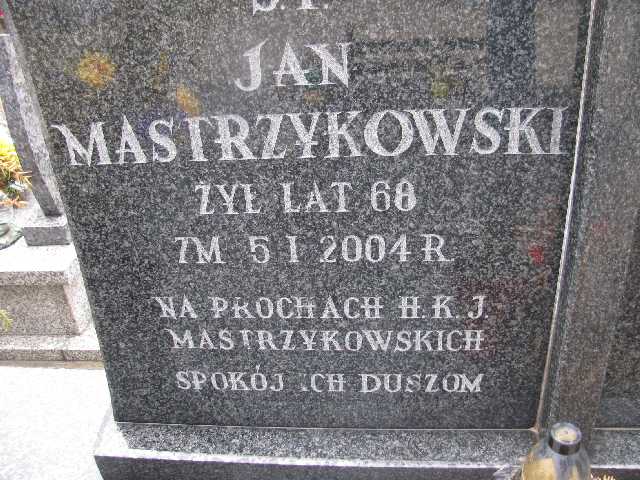 Ś.P.
JAN
MASTRZYKOWSKI
ŻYŁ LAT 68
ZM 5 I 2004 R.
NA PROCHACH H.K.J.
MASTRZYKOWSKICH
SPOKÓJ ICH DUSZOM